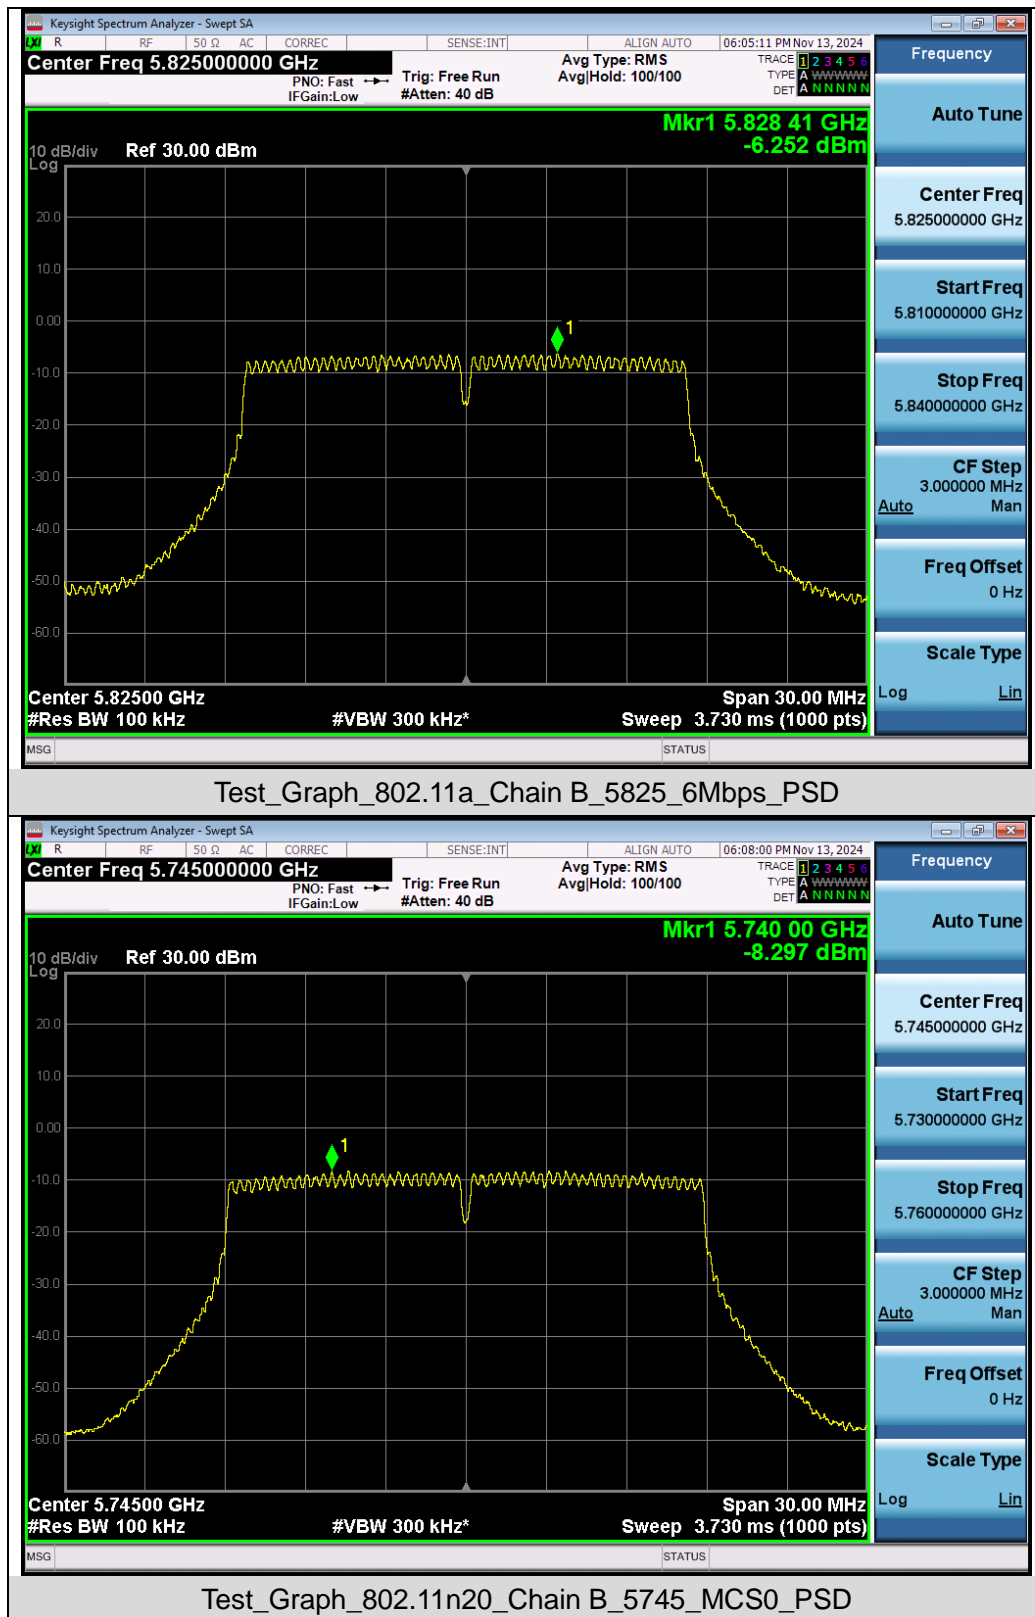 Keysight Spectrum Analyzer - Swept SA
LXI R RF 50 Ω AC CORREC SENSE:INT ALIGN AUTO 06:05:11 PM Nov 13, 2024
Center Freq 5.825000000 GHz
PNO: Fast
IFGain:Low
Trig: Free Run
#Atten: 40 dB
Avg Type: RMS
Avg|Hold: 100/100
TRACE 1 2 3 4 5 6
TYPE A WWWWW
DET A N N N N N
Mkr1 5.828 41 GHz
-6.252 dBm
10 dB/div Ref 30.00 dBm
Log
20.0
10.0
0.00
-10.0
-20.0
-30.0
-40.0
-50.0
-60.0
1
Center 5.82500 GHz Span 30.00 MHz
#Res BW 100 kHz #VBW 300 kHz* Sweep 3.730 ms (1000 pts)
MSG STATUS
Frequency
Auto Tune
Center Freq
5.825000000 GHz
Start Freq
5.810000000 GHz
Stop Freq
5.840000000 GHz
CF Step
3.000000 MHz
Auto Man
Freq Offset
0 Hz
Scale Type
Log Lin
Test_Graph_802.11a_Chain B_5825_6Mbps_PSD
Keysight Spectrum Analyzer - Swept SA
LXI R RF 50 Ω AC CORREC SENSE:INT ALIGN AUTO 06:08:00 PM Nov 13, 2024
Center Freq 5.745000000 GHz
PNO: Fast
IFGain:Low
Trig: Free Run
#Atten: 40 dB
Avg Type: RMS
Avg|Hold: 100/100
TRACE 1 2 3 4 5 6
TYPE A WWWWW
DET A N N N N N
Mkr1 5.740 00 GHz
-8.297 dBm
10 dB/div Ref 30.00 dBm
Log
20.0
10.0
0.00
-10.0
-20.0
-30.0
-40.0
-50.0
-60.0
1
Center 5.74500 GHz Span 30.00 MHz
#Res BW 100 kHz #VBW 300 kHz* Sweep 3.730 ms (1000 pts)
MSG STATUS
Frequency
Auto Tune
Center Freq
5.745000000 GHz
Start Freq
5.730000000 GHz
Stop Freq
5.760000000 GHz
CF Step
3.000000 MHz
Auto Man
Freq Offset
0 Hz
Scale Type
Log Lin
Test_Graph_802.11n20_Chain B_5745_MCS0_PSD